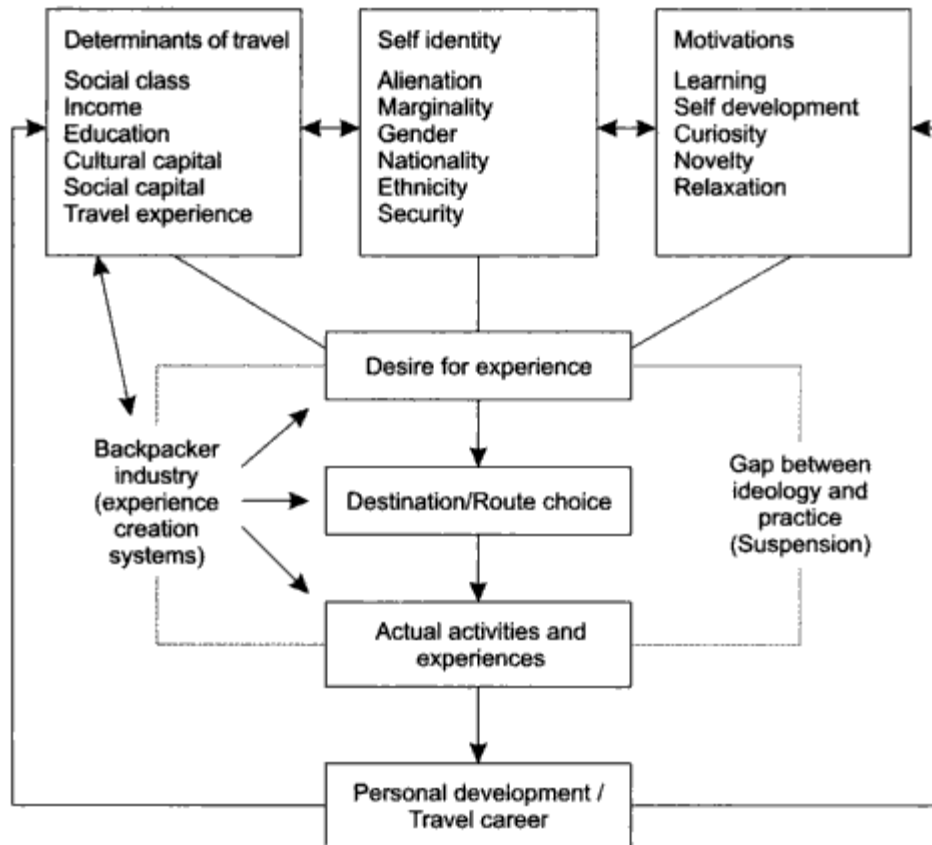 Determinants of travel
Social class
Income
Education
Cultural capital
Social capital
Travel experience
Self identity
Alienation
Marginality
Gender
Nationality
Ethnicity
Security
Motivations
Learning
Self development
Curiosity
Novelty
Relaxation
Desire for experience
Backpacker
industry
(experience
creation
systems)
Destination/Route choice
Gap between
ideology and
practice
(Suspension)
Actual activities and
experiences
Personal development /
Travel career